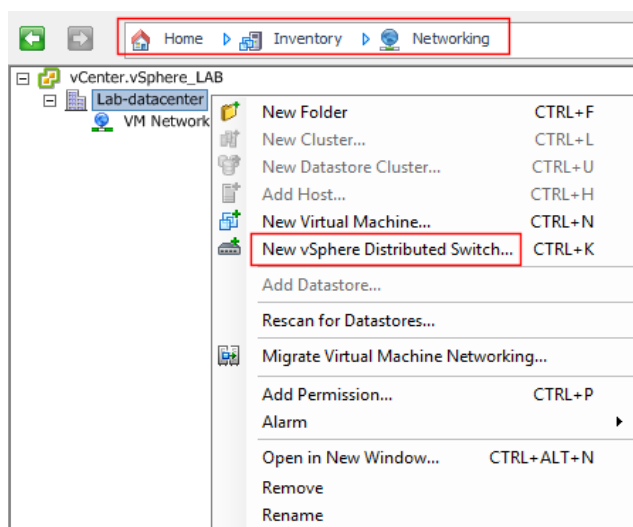 Home Inventory Networking
vCenter.vSphere_LAB
Lab-datacenter
VM Network
New Folder CTRL+F
New Cluster... CTRL+L
New Datastore Cluster... CTRL+U
Add Host... CTRL+H
New Virtual Machine... CTRL+N
New vSphere Distributed Switch... CTRL+K
Add Datastore...
Rescan for Datastores...
Migrate Virtual Machine Networking...
Add Permission... CTRL+P
Alarm
Open in New Window... CTRL+ALT+N
Remove
Rename